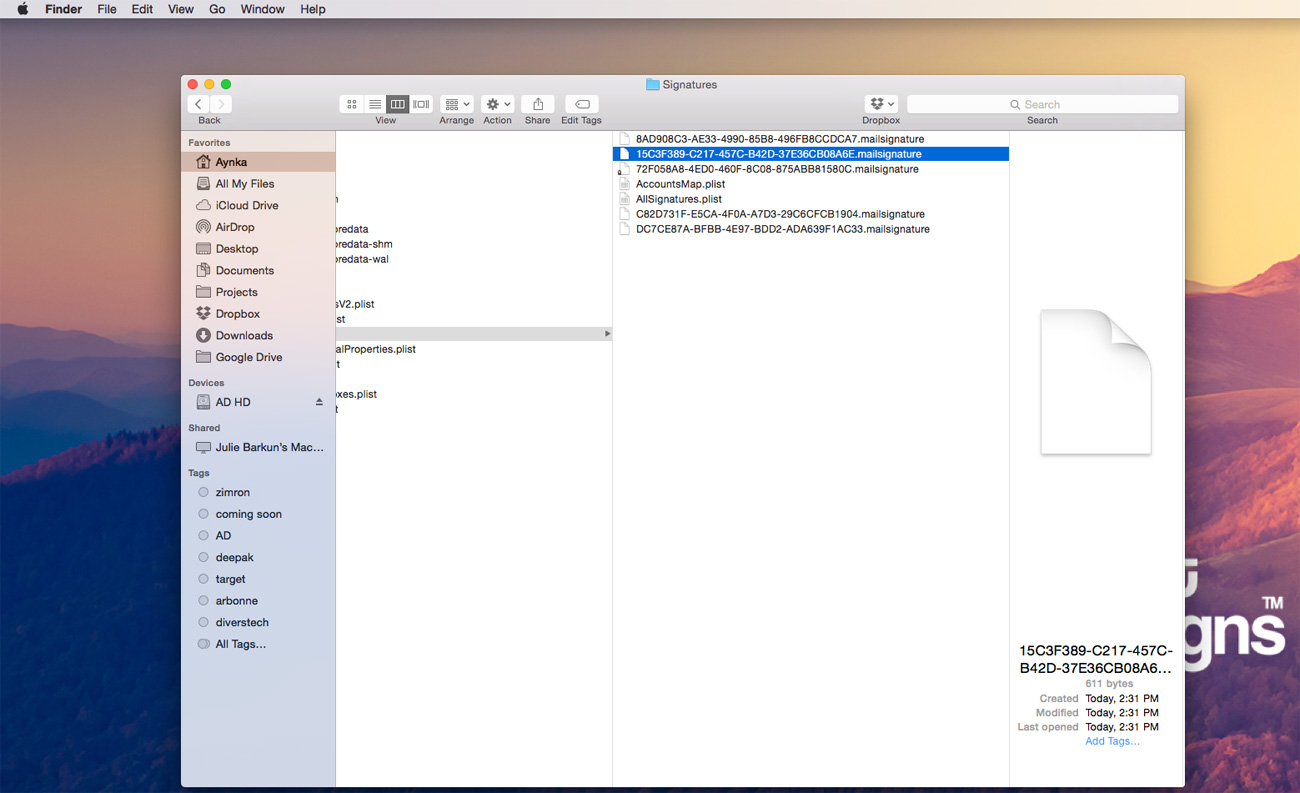 Finder File Edit View Go Window Help
Signatures
Back
View
Arrange
Action
Share
Edit Tags
Dropbox
Search
Search
Favorites
Aynka
All My Files
iCloud Drive
AirDrop
Desktop
Documents
Projects
Dropbox
Downloads
Google Drive
Devices
AD HD
Shared
Julie Barkun's Mac...
Tags
zimron
coming soon
AD
deepak
target
arbonne
diverstech
All Tags...
oredata
oredata-shm
oredata-wal
sV2.plist
st
alProperties.plist
t
oxes.plist
t
8AD908C3-AE33-4990-85B8-496FB8CCDCA7.mailsignature
15C3F389-C217-457C-B42D-37E36CB08A6E.mailsignature
72F058A8-4ED0-460F-8C08-875ABB81580C.mailsignature
AccountsMap.plist
AllSignatures.plist
C82D731F-E5CA-4F0A-A7D3-29C6CFCB1904.mailsignature
DC7CE87A-BFBB-4E97-BDD2-ADA639F1AC33.mailsignature
15C3F389-C217-457C-
B42D-37E36CB08A6...
611 bytes
Created Today, 2:31 PM
Modified Today, 2:31 PM
Last opened Today, 2:31 PM
Add Tags...
gns™